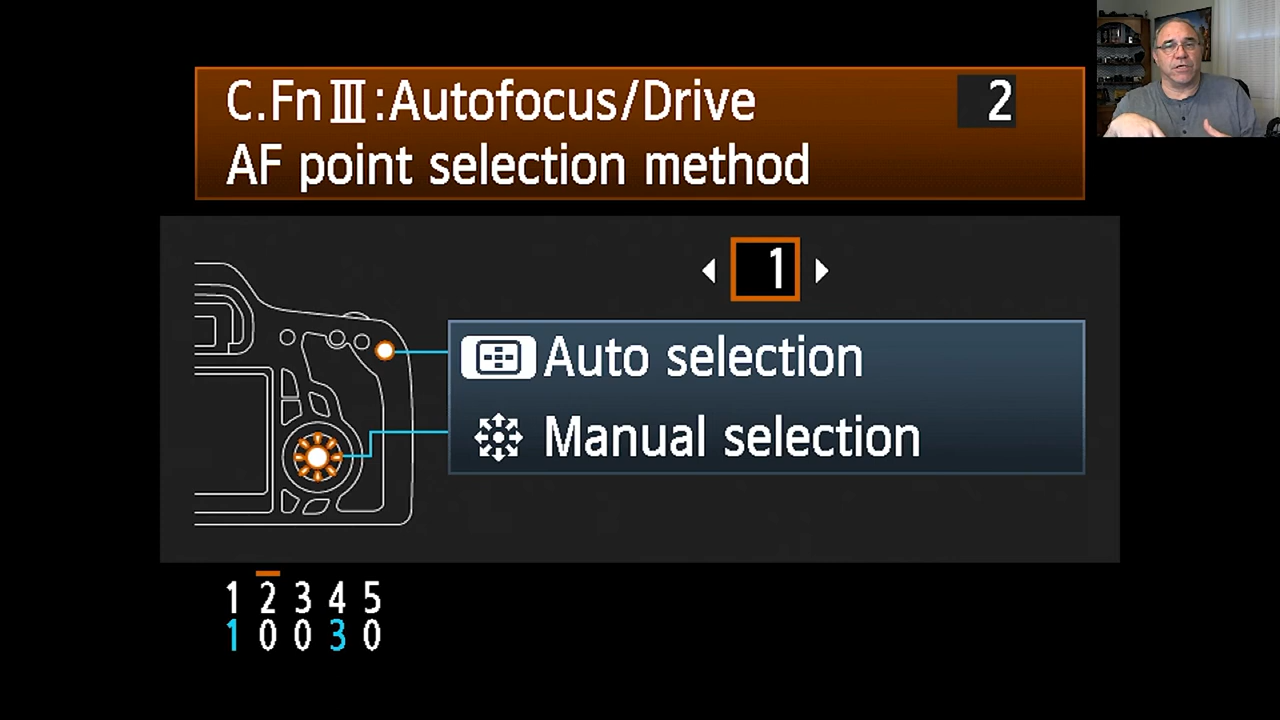 C.Fn III:Autofocus/Drive 2
AF point selection method
1
Auto selection
Manual selection
1 2 3 4 5
1 0 0 3 0